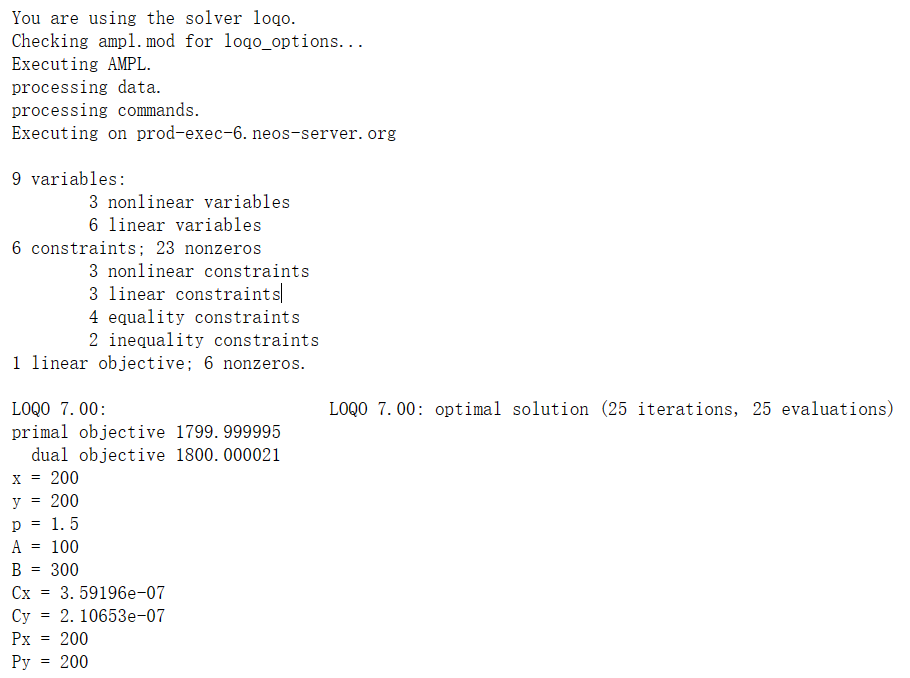 You are using the solver loqo.
Checking ampl.mod for loqo_options...
Executing AMPL.
processing data.
processing commands.
Executing on prod-exec-6.neos-server.org
9 variables:
3 nonlinear variables
6 linear variables
6 constraints; 23 nonzeros
3 nonlinear constraints
3 linear constraints
4 equality constraints
2 inequality constraints
1 linear objective; 6 nonzeros.
LOQO 7.00: LOQO 7.00: optimal solution (25 iterations, 25 evaluations)
primal objective 1799.999995
dual objective 1800.000021
x = 200
y = 200
p = 1.5
A = 100
B = 300
Cx = 3.59196e-07
Cy = 2.10653e-07
Px = 200
Py = 200